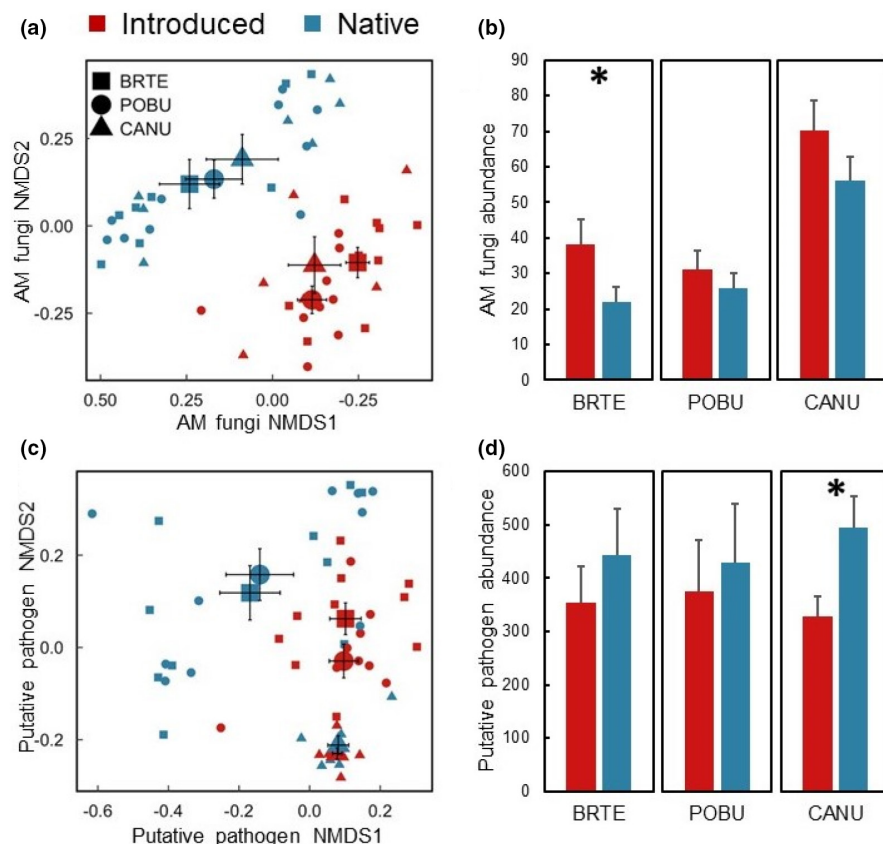 (a) Introduced Native
BRTE
POBU
CANU
0.25
0.00
-0.25
AM fungi NMDS2
0.50 0.25 0.00 -0.25
AM fungi NMDS1
(b)
90
80
70
60
50
40
30
20
10
0
AM fungi abundance
*
BRTE POBU CANU
(c)
0.2
0.0
-0.2
Putative pathogen NMDS2
-0.6 -0.4 -0.2 0.0 0.2
Putative pathogen NMDS1
(d)
600
500
400
300
200
100
0
Putative pathogen abundance
*
BRTE POBU CANU